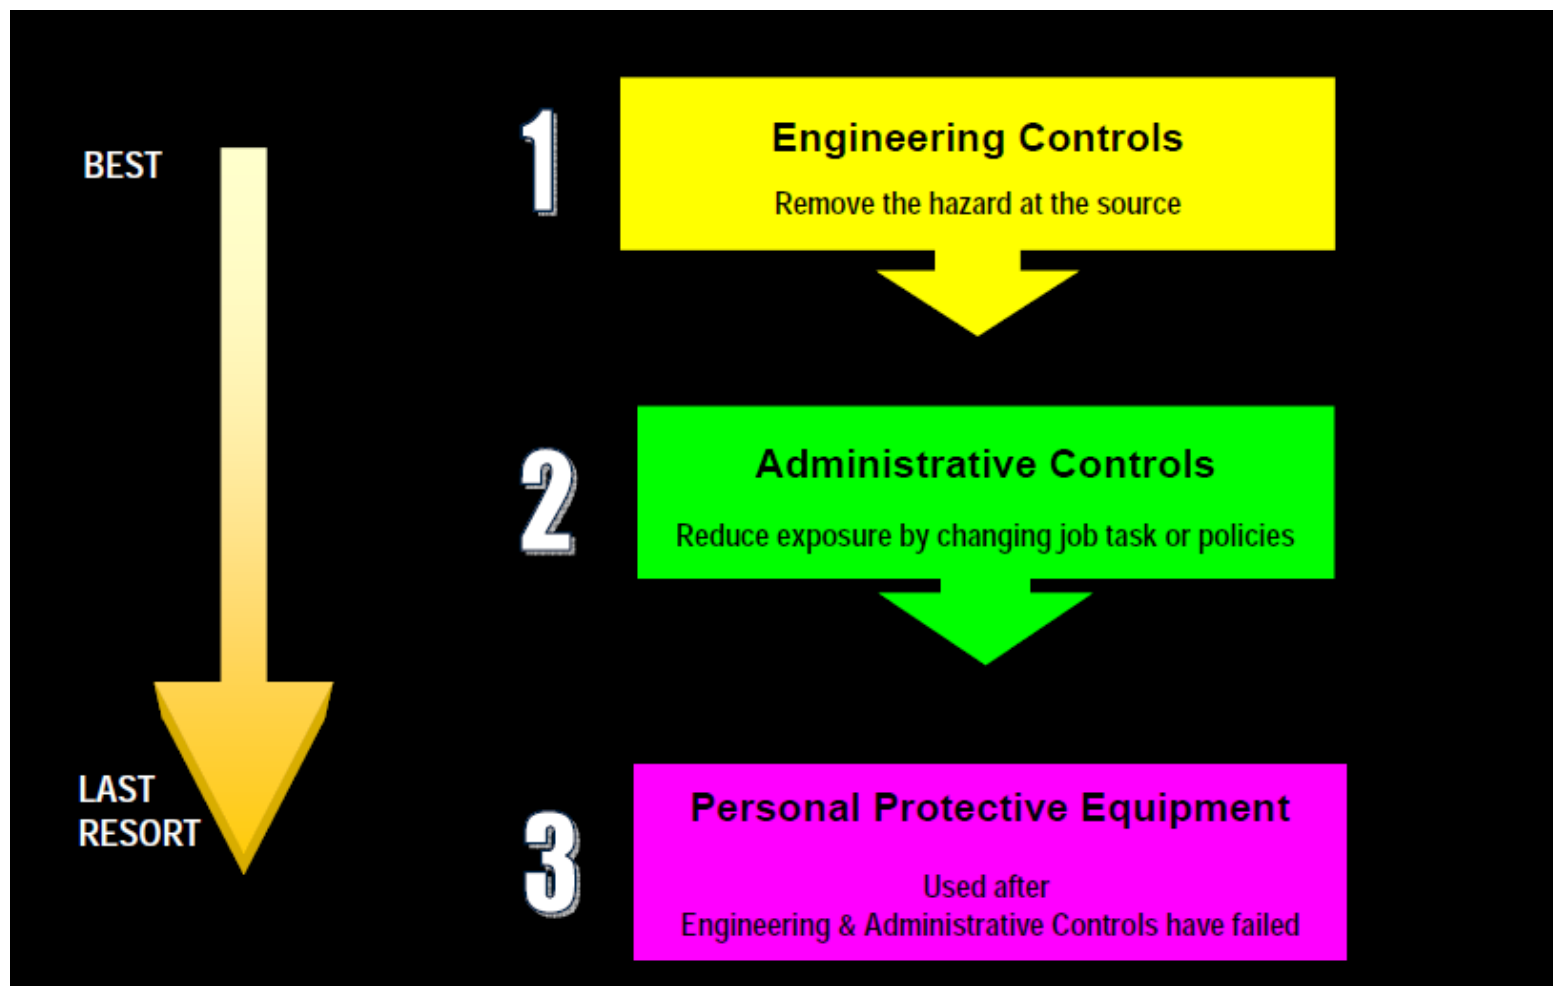 BEST
1
Engineering Controls
Remove the hazard at the source
2
Administrative Controls
Reduce exposure by changing job task or policies
LAST
RESORT
3
Personal Protective Equipment
Used after
Engineering & Administrative Controls have failed